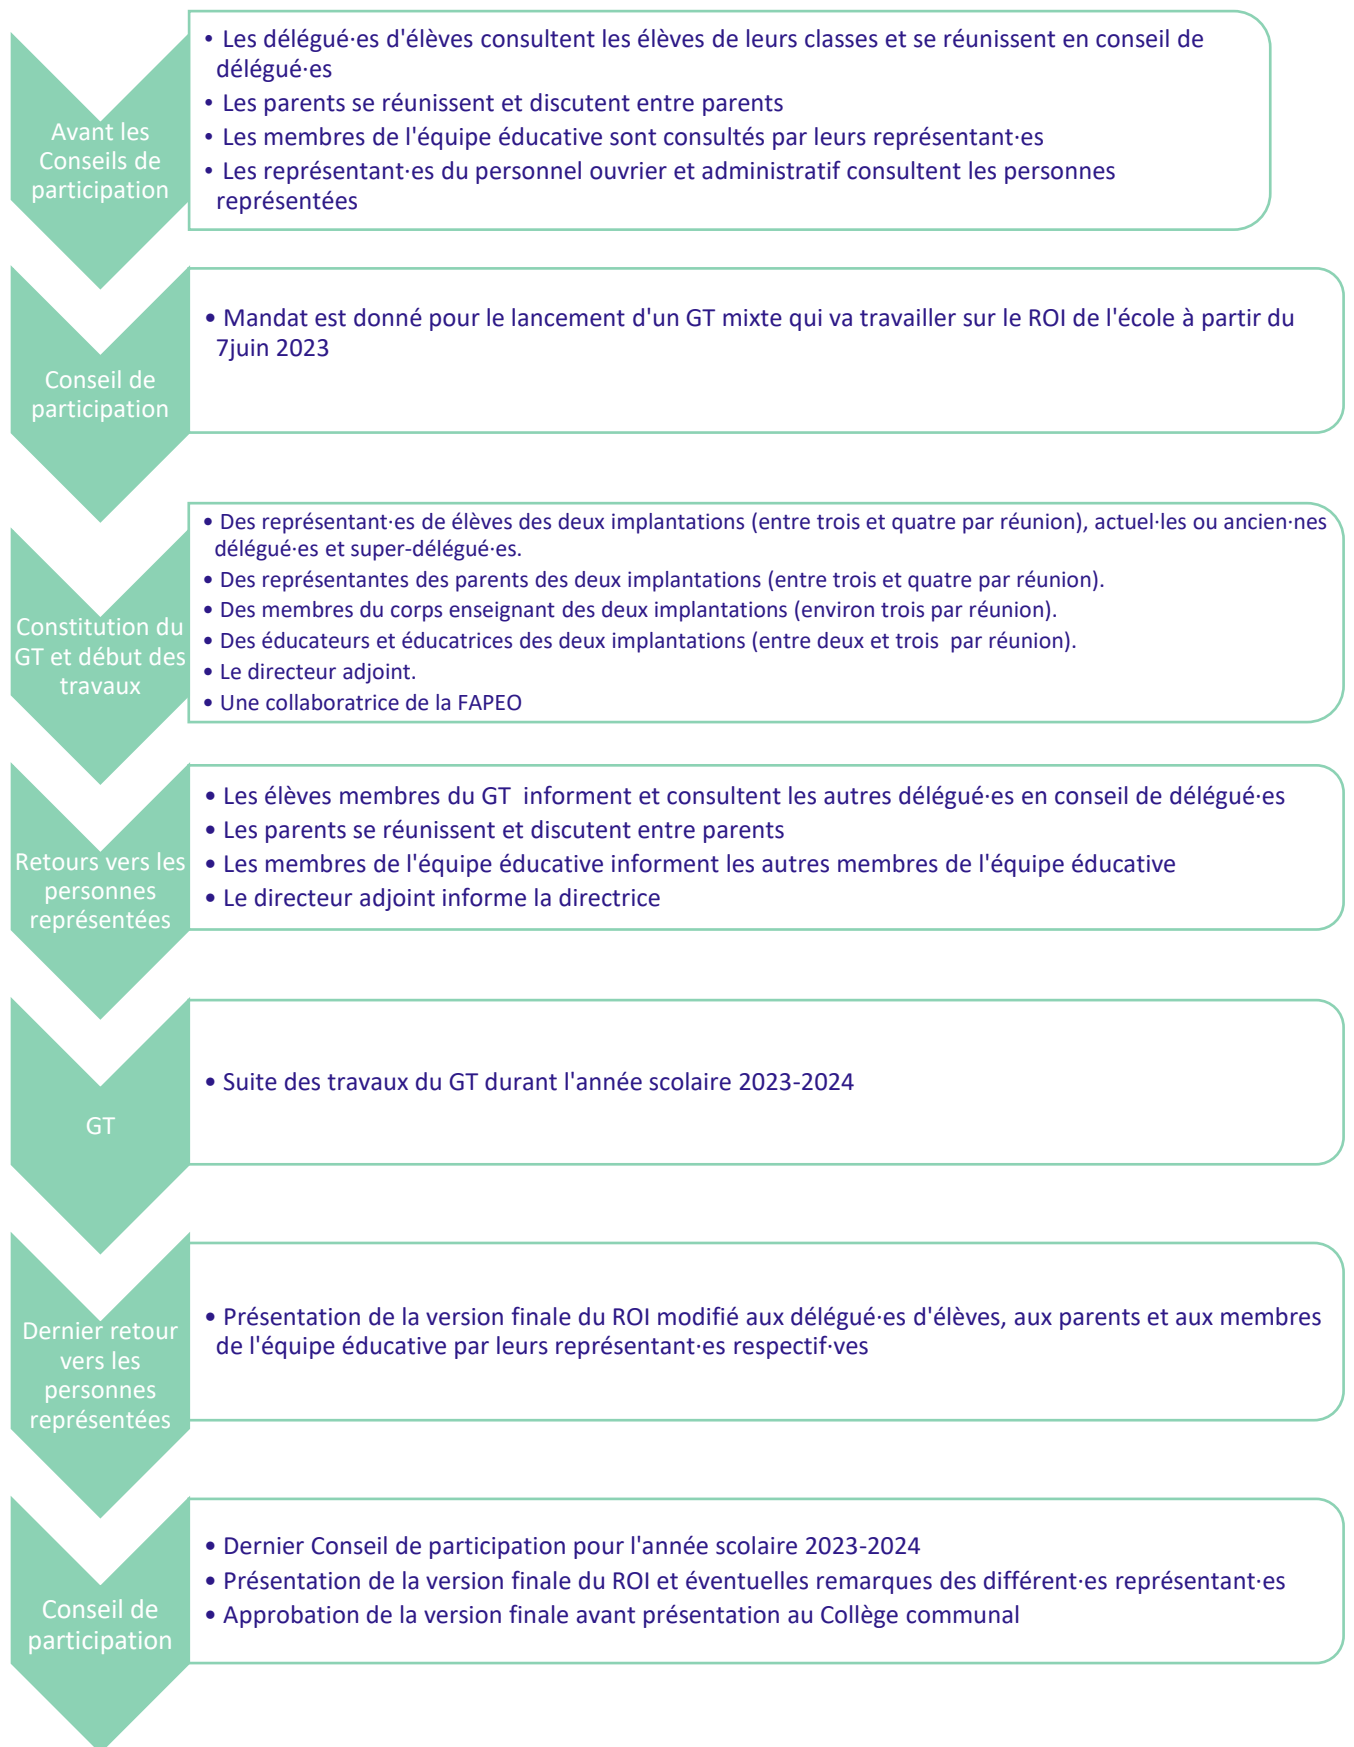 Avant les
Conseils de
participation
• Les délégué·es d'élèves consultent les élèves de leurs classes et se réunissent en conseil de
délégué·es
• Les parents se réunissent et discutent entre parents
• Les membres de l'équipe éducative sont consultés par leurs représentant·es
• Les représentant·es du personnel ouvrier et administratif consultent les personnes
représentées
Conseil de
participation
• Mandat est donné pour le lancement d'un GT mixte qui va travailler sur le ROI de l'école à partir du
7juin 2023
Constitution du
GT et début des
travaux
• Des représentant·es de élèves des deux implantations (entre trois et quatre par réunion), actuel·les ou ancien·nes
délégué·es et super-délégué·es.
• Des représentantes des parents des deux implantations (entre trois et quatre par réunion).
• Des membres du corps enseignant des deux implantations (environ trois par réunion).
• Des éducateurs et éducatrices des deux implantations (entre deux et trois  par réunion).
• Le directeur adjoint.
• Une collaboratrice de la FAPEO
Retours vers les
personnes
représentées
• Les élèves membres du GT  informent et consultent les autres délégué·es en conseil de délégué·es
• Les parents se réunissent et discutent entre parents
• Les membres de l'équipe éducative informent les autres membres de l'équipe éducative
• Le directeur adjoint informe la directrice
GT
• Suite des travaux du GT durant l'année scolaire 2023-2024
Dernier retour
vers les
personnes
représentées
• Présentation de la version finale du ROI modifié aux délégué·es d'élèves, aux parents et aux membres
de l'équipe éducative par leurs représentant·es respectif·ves
Conseil de
participation
• Dernier Conseil de participation pour l'année scolaire 2023-2024
• Présentation de la version finale du ROI et éventuelles remarques des différent·es représentant·es
• Approbation de la version finale avant présentation au Collège communal